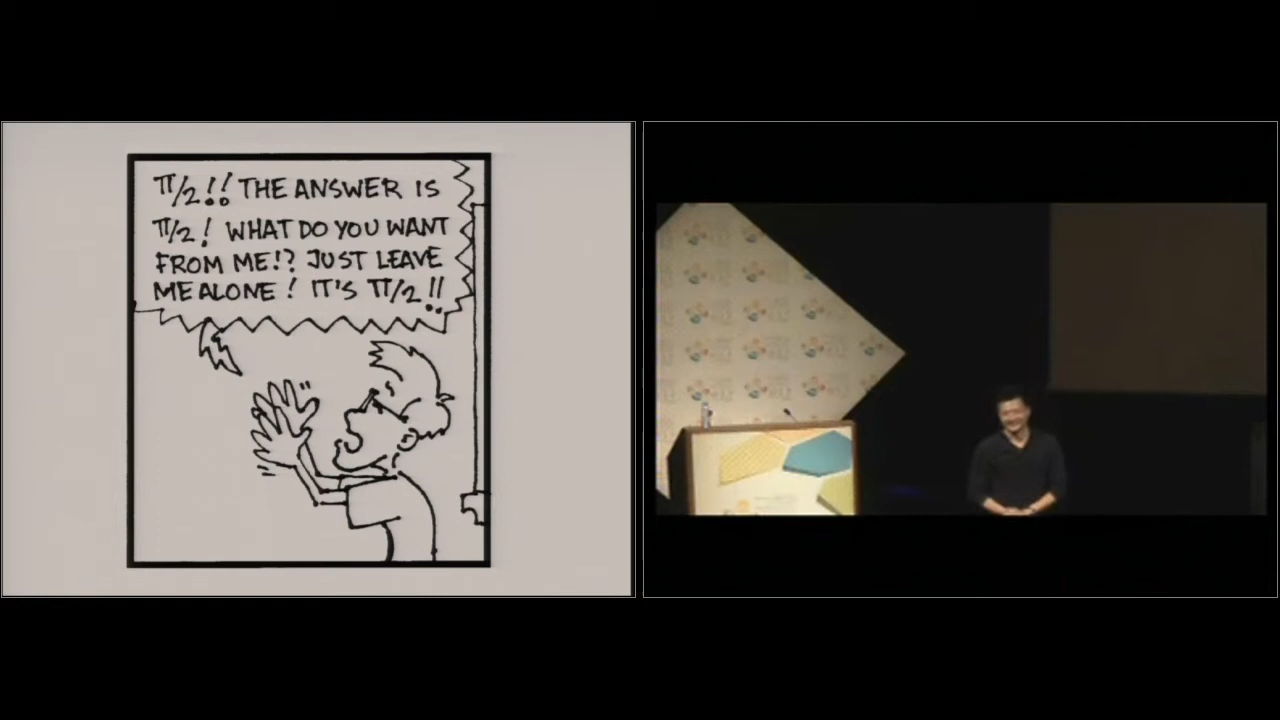 π/2!! THE ANSWER IS
π/2! WHAT DO YOU WANT
FROM ME!? JUST LEAVE
ME ALONE! IT'S π/2!!